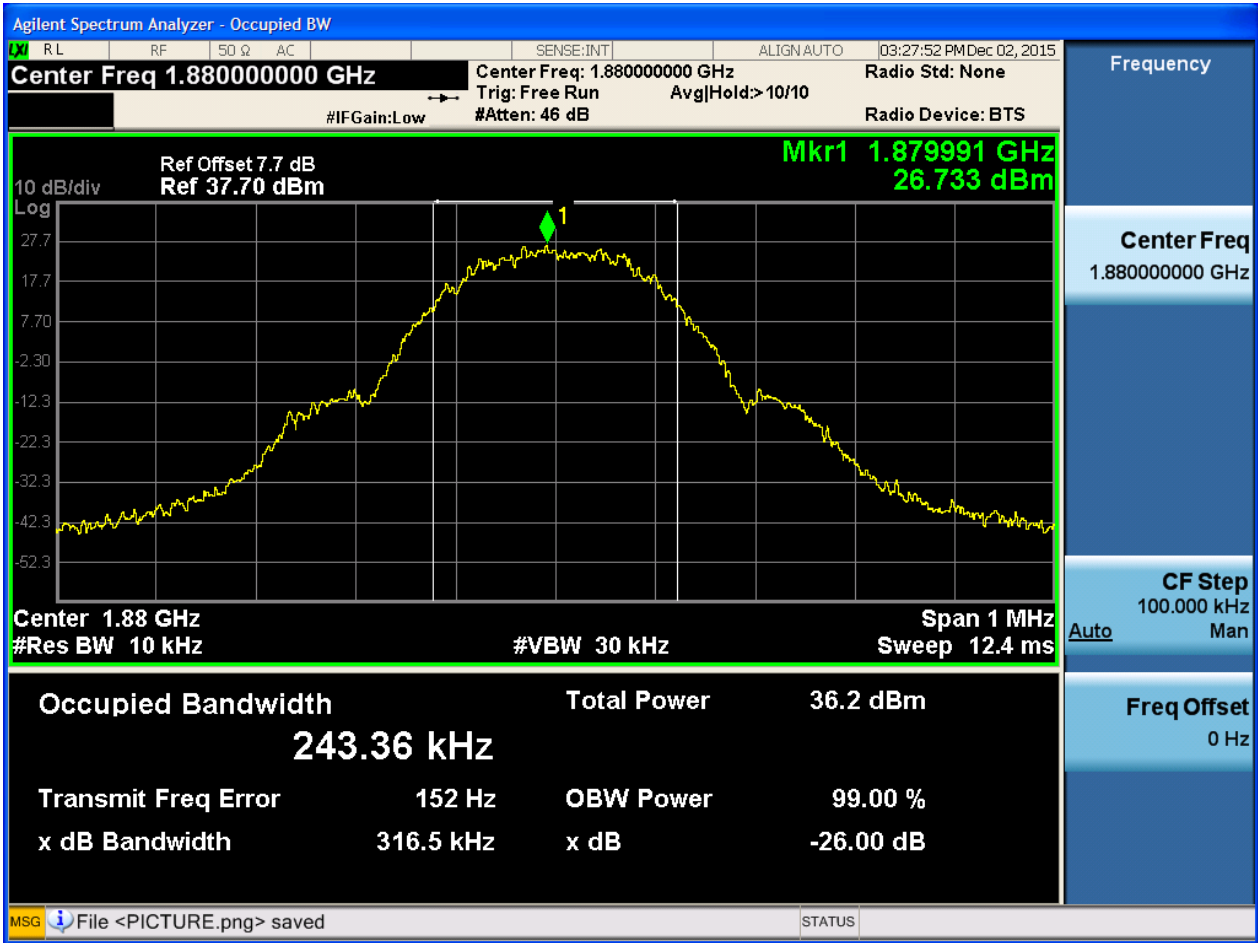 Agilent Spectrum Analyzer - Occupied BW
LXI RL RF 50 Ω AC SENSE:INT ALIGN AUTO 03:27:52 PM Dec 02, 2015
Center Freq 1.880000000 GHz
Center Freq: 1.880000000 GHz
Radio Std: None
Trig: Free Run Avg|Hold:> 10/10
#IFGain:Low
#Atten: 46 dB
Radio Device: BTS
Frequency
Mkr1 1.879991 GHz
26.733 dBm
Ref Offset 7.7 dB
10 dB/div Ref 37.70 dBm
Log
1
27.7
17.7
7.70
-2.30
-12.3
-22.3
-32.3
-42.3
-52.3
Center 1.88 GHz Span 1 MHz
#Res BW 10 kHz #VBW 30 kHz Sweep 12.4 ms
Center Freq
1.880000000 GHz
CF Step
100.000 kHz
Auto Man
Freq Offset
0 Hz
Occupied Bandwidth Total Power 36.2 dBm
243.36 kHz
Transmit Freq Error 152 Hz OBW Power 99.00 %
x dB Bandwidth 316.5 kHz x dB -26.00 dB
MSG File <PICTURE.png> saved STATUS